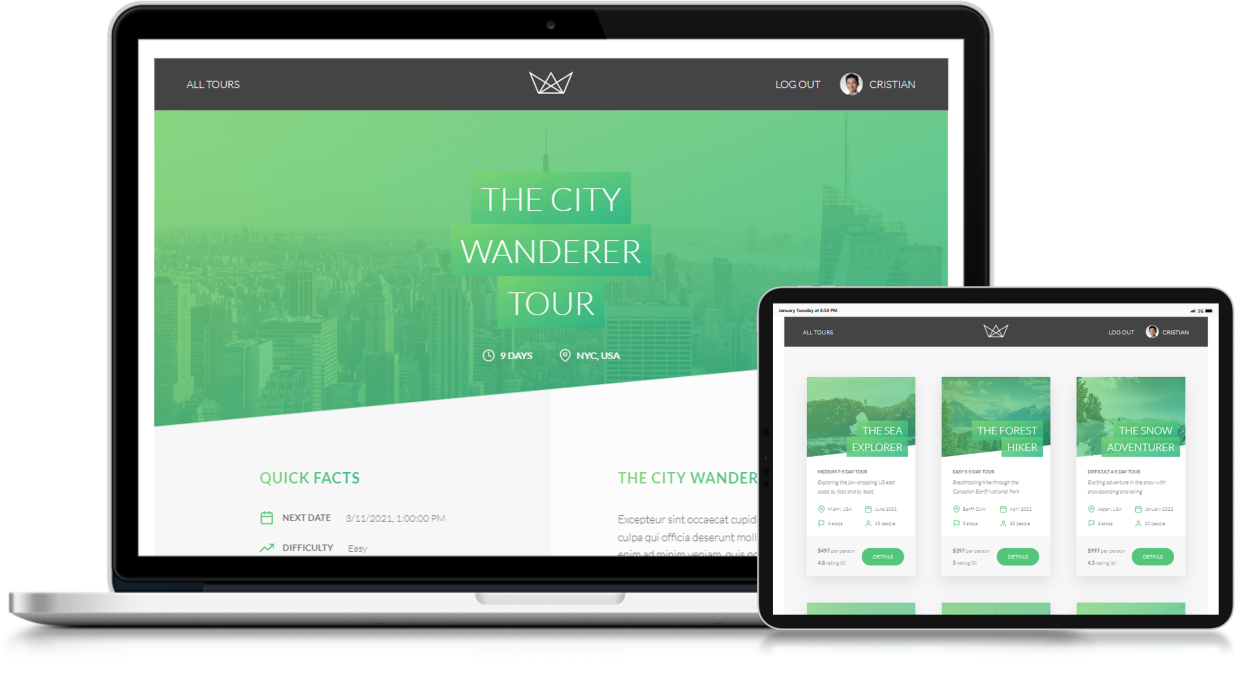 ALL TOURS
LOG OUT
CRISTIAN
THE CITY
WANDERER
TOUR
9 DAYS
NYC, USA
QUICK FACTS
NEXT DATE 3/11/2021, 1:00:00 PM
DIFFICULTY Easy
THE CITY WANDER
Excepteur sint occaecat cupid
culpa qui officia deserunt moll
enim ad minim veniam, quis no
January Tuesday at 8:50 PM
3G
ALL TOURS
LOG OUT
CRISTIAN
THE SEA
EXPLORER
MEDIUM 7-5 DAY TOUR
Exploring the jaw-dropping US east
coast by foot and by boat
Miami, USA
June 2021
4 stops
15 people
$497 per person
4.8 rating (6)
DETAILS
THE FOREST
HIKER
EASY 5-5 DAY TOUR
Breathtaking hike through the
Canadian Banff National Park
Banff, CAN
April 2021
3 stops
25 people
$397 per person
5 rating
DETAILS
THE SNOW
ADVENTURER
DIFFICULT 4-5 DAY TOUR
Exciting adventure in the snow with
snowboarding and skiing
Aspen, USA
January 2022
2 stops
10 people
$997 per person
4.5 rating
DETAILS